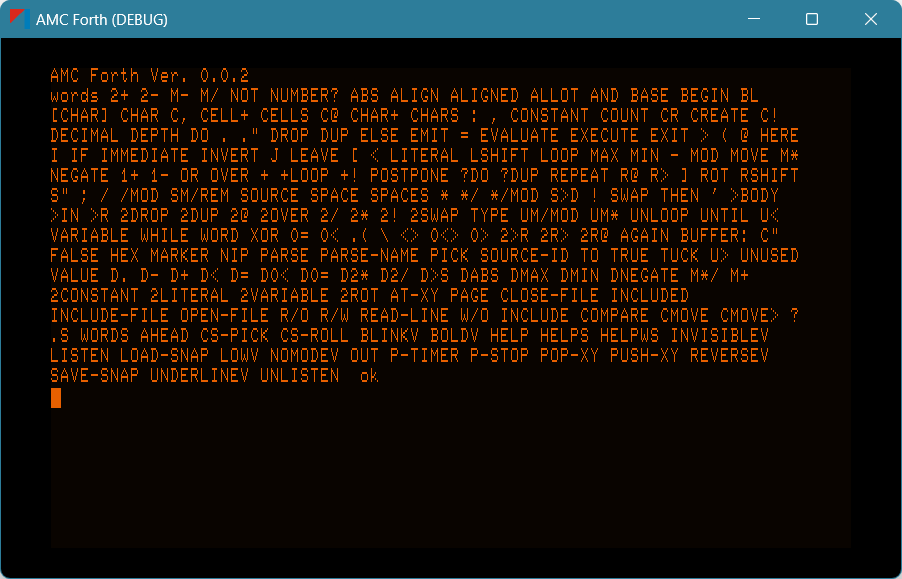 AMC Forth (DEBUG)
AMC Forth Ver. 0.0.2
words 2+ 2- M- M/ NOT NUMBER? ABS ALIGN ALIGNED ALLOT AND BASE BEGIN BL
[CHAR] CHAR C, CELL+ CELLS C@ CHAR+ CHARS : , CONSTANT COUNT CR CREATE C!
DECIMAL DEPTH DO . ." DROP DUP ELSE EMIT = EVALUATE EXECUTE EXIT > ( @ HERE
I IF IMMEDIATE INVERT J LEAVE [ < LITERAL LSHIFT LOOP MAX MIN - MOD MOVE M*
NEGATE 1+ 1- OR OVER + +LOOP +! POSTPONE ?DO ?DUP REPEAT R@ R> ] ROT RSHIFT
S" ; / /MOD SM/REM SOURCE SPACE SPACES * */ */MOD S>D ! SWAP THEN ' >BODY
>IN >R 2DROP 2DUP 2@ 2OVER 2/ 2* 2! 2SWAP TYPE UM/MOD UM* UNLOOP UNTIL U<
VARIABLE WHILE WORD XOR 0= 0< .( \ <> 0<> 0> 2>R 2R> 2R@ AGAIN BUFFER: C"
FALSE HEX MARKER NIP PARSE PARSE-NAME PICK SOURCE-ID TO TRUE TUCK U> UNUSED
VALUE D. D- D+ D< D= D0< D0= D2* D2/ D>S DABS DMAX DMIN DNEGATE M*/ M+
2CONSTANT 2LITERAL 2VARIABLE 2ROT AT-XY PAGE CLOSE-FILE INCLUDED
INCLUDE-FILE OPEN-FILE R/O R/W READ-LINE W/O INCLUDE COMPARE CMOVE CMOVE> ?
.S WORDS AHEAD CS-PICK CS-ROLL BLINKV BOLDV HELP HELPS HELPWS INVISIBLEV
LISTEN LOAD-SNAP LOWV NOMODEV OUT P-TIMER P-STOP POP-XY PUSH-XY REVERSEV
SAVE-SNAP UNDERLINEV UNLISTEN  ok